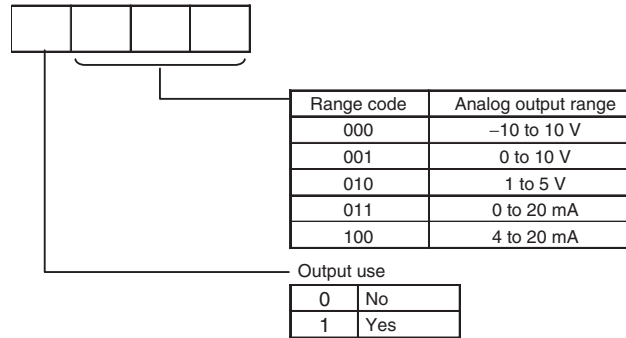 Range code Analog output range
000 −10 to 10 V
001 0 to 10 V
010 1 to 5 V
011 0 to 20 mA
100 4 to 20 mA
Output use
0 No
1 Yes